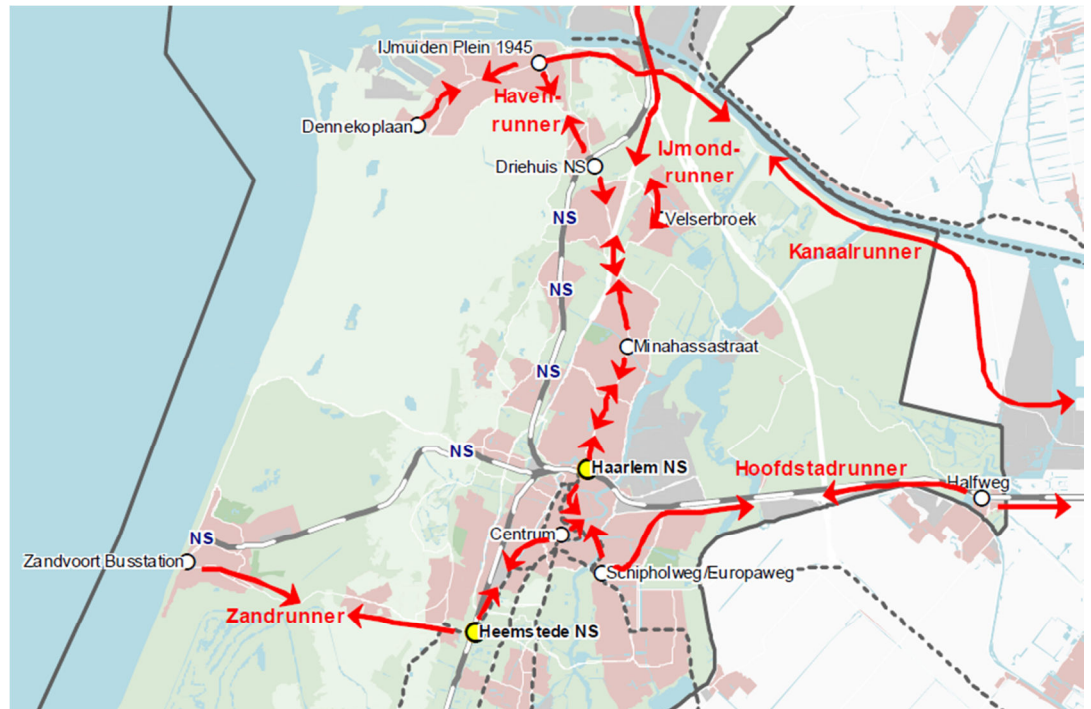 IJmuiden Plein 1945
Haven-
runner
Dennekoplaan
Driehuis NS
IJmond-
runner
NS
Velserbroek
Kanaalrunner
NS
Minahassastraat
NS
NS
Haarlem NS
Hoofdstadrunner
Halfweg
NS
Centrum
Zandvoort Busstation
Schipholweg/Europaweg
Zandrunner
Heemstede NS